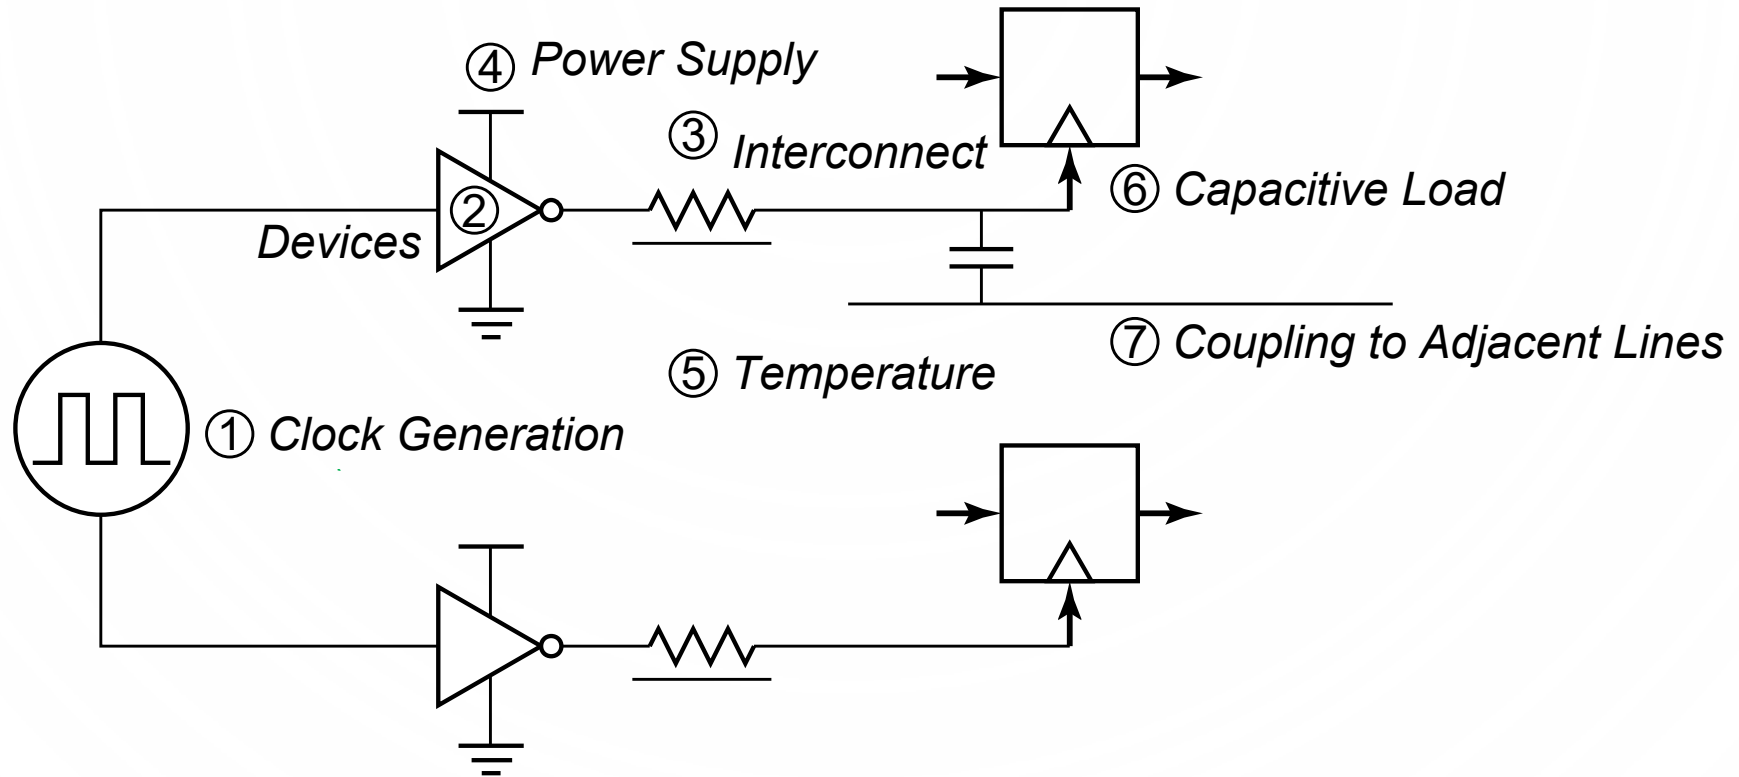 ④ Power Supply
③ Interconnect
⑥ Capacitive Load
②
Devices
⑦ Coupling to Adjacent Lines
⑤ Temperature
① Clock Generation